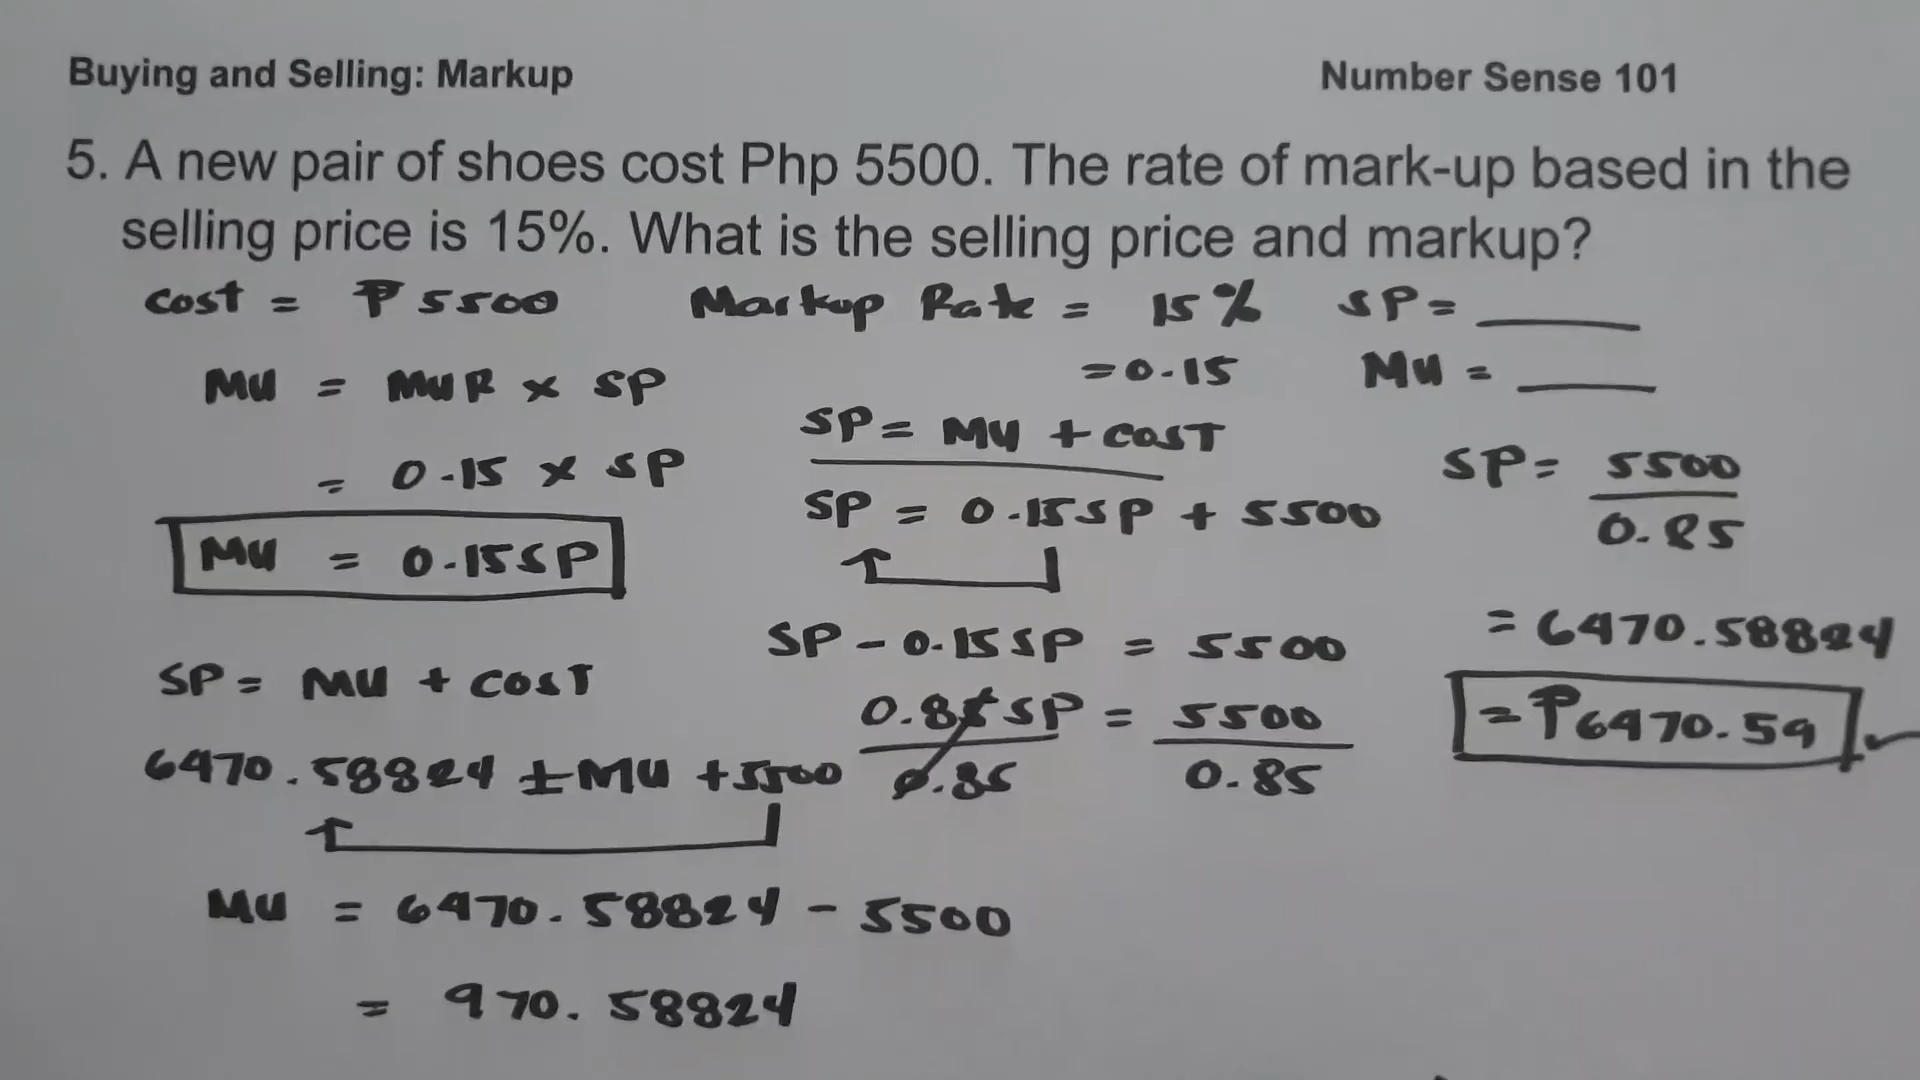 Buying and Selling: Markup
Number Sense 101
5. A new pair of shoes cost Php 5500. The rate of mark-up based in the
selling price is 15%. What is the selling price and markup?
Cost = ₱5500
Markup Rate = 15%
= 0.15
SP = ____
MU = ____
MU = MUR x SP
= 0.15 x SP
MU = 0.15SP
SP = MU + COST
6470.58824 = MU + 5500
MU = 6470.58824 - 5500
= 970.58824
SP = MU + COST
SP = 0.15SP + 5500
SP - 0.15SP = 5500
0.85SP = 5500
0.85 0.85
SP = 5500
0.85
= 6470.58824
= ₱6470.59